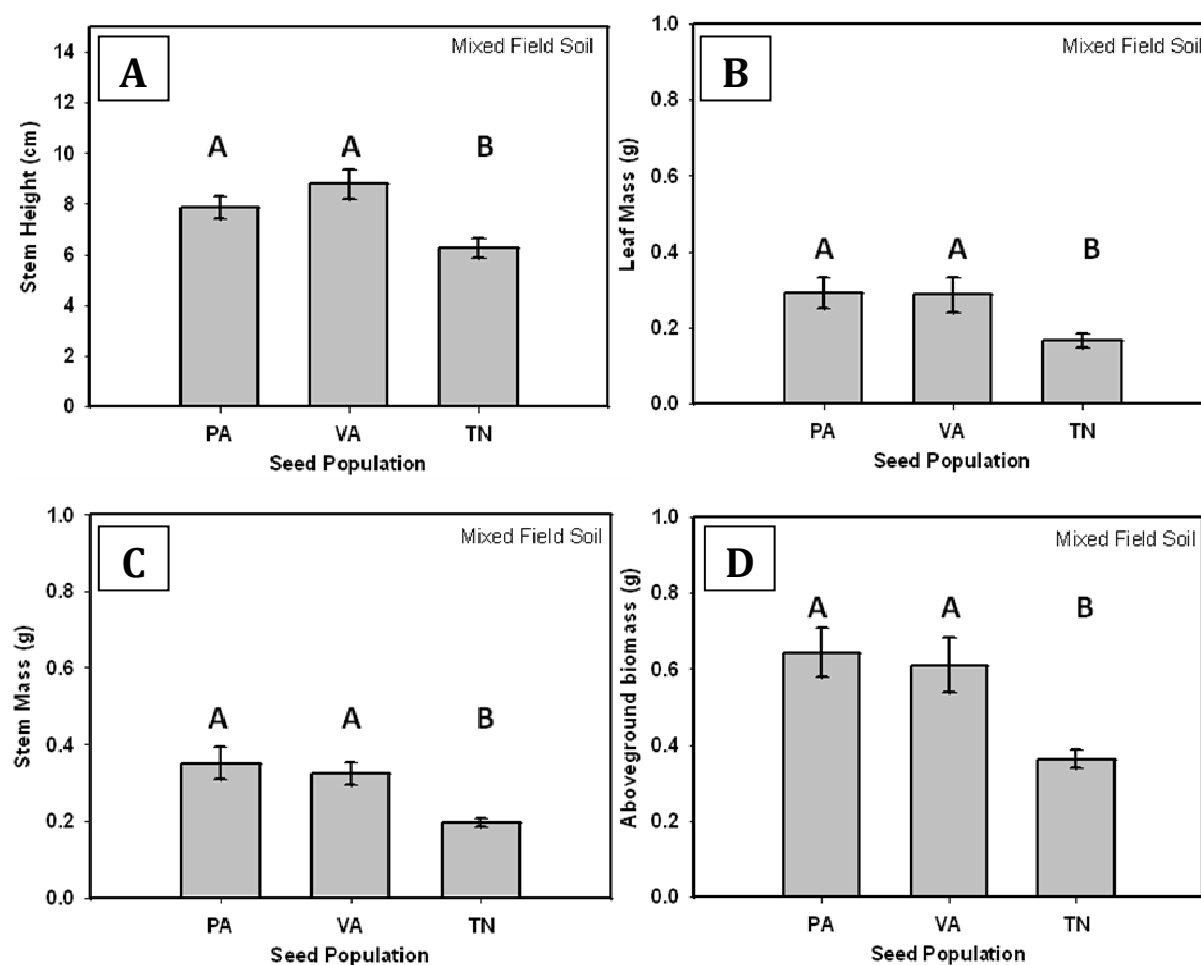 A
Mixed Field Soil
Stem Height (cm)
14
12
10
8
6
4
2
0
A A B
PA VA TN
Seed Population
B
Mixed Field Soil
Leaf Mass (g)
1.0
0.8
0.6
0.4
0.2
0.0
A A B
PA VA TN
Seed Population
C
Mixed Field Soil
Stem Mass (g)
1.0
0.8
0.6
0.4
0.2
0.0
A A B
PA VA TN
Seed Population
D
Mixed Field Soil
Aboveground biomass (g)
1.0
0.8
0.6
0.4
0.2
0.0
A A B
PA VA TN
Seed Population